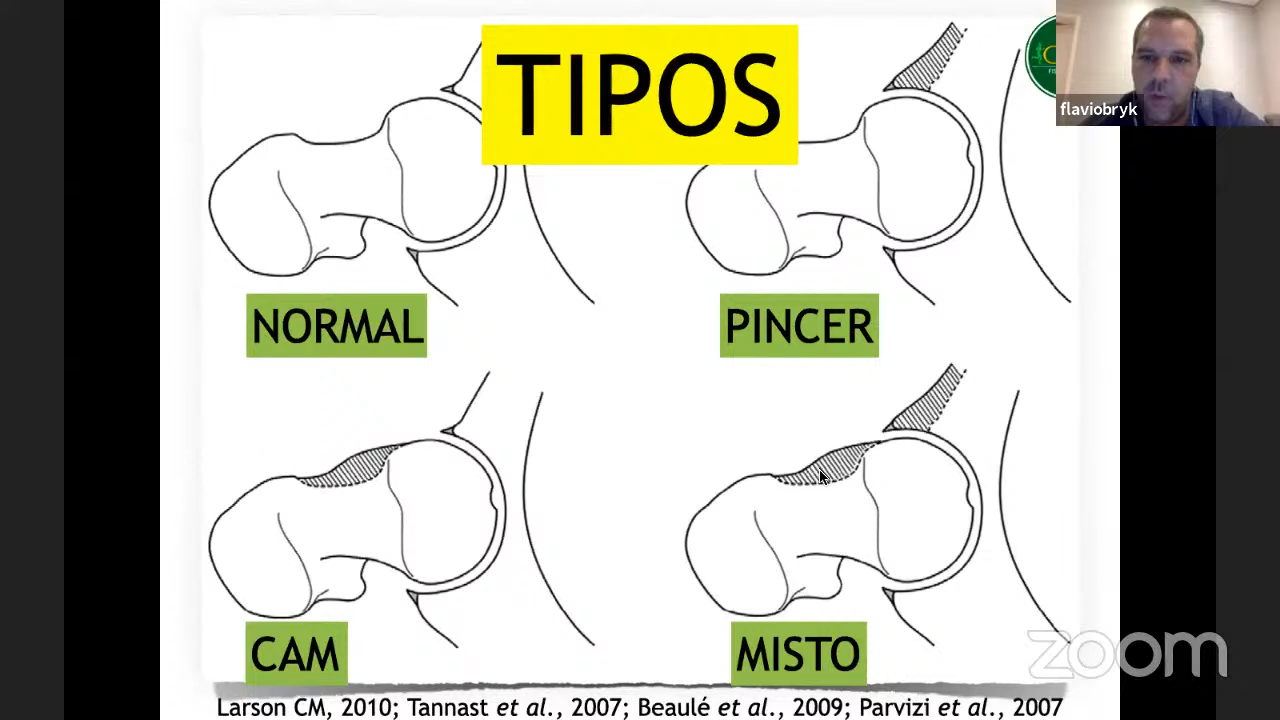 TIPOS
flaviobryk
NORMAL
PINCER
CAM
MISTO
zoom
Larson CM, 2010; Tannast et al., 2007; Beaulé et al., 2009; Parvizi et al., 2007